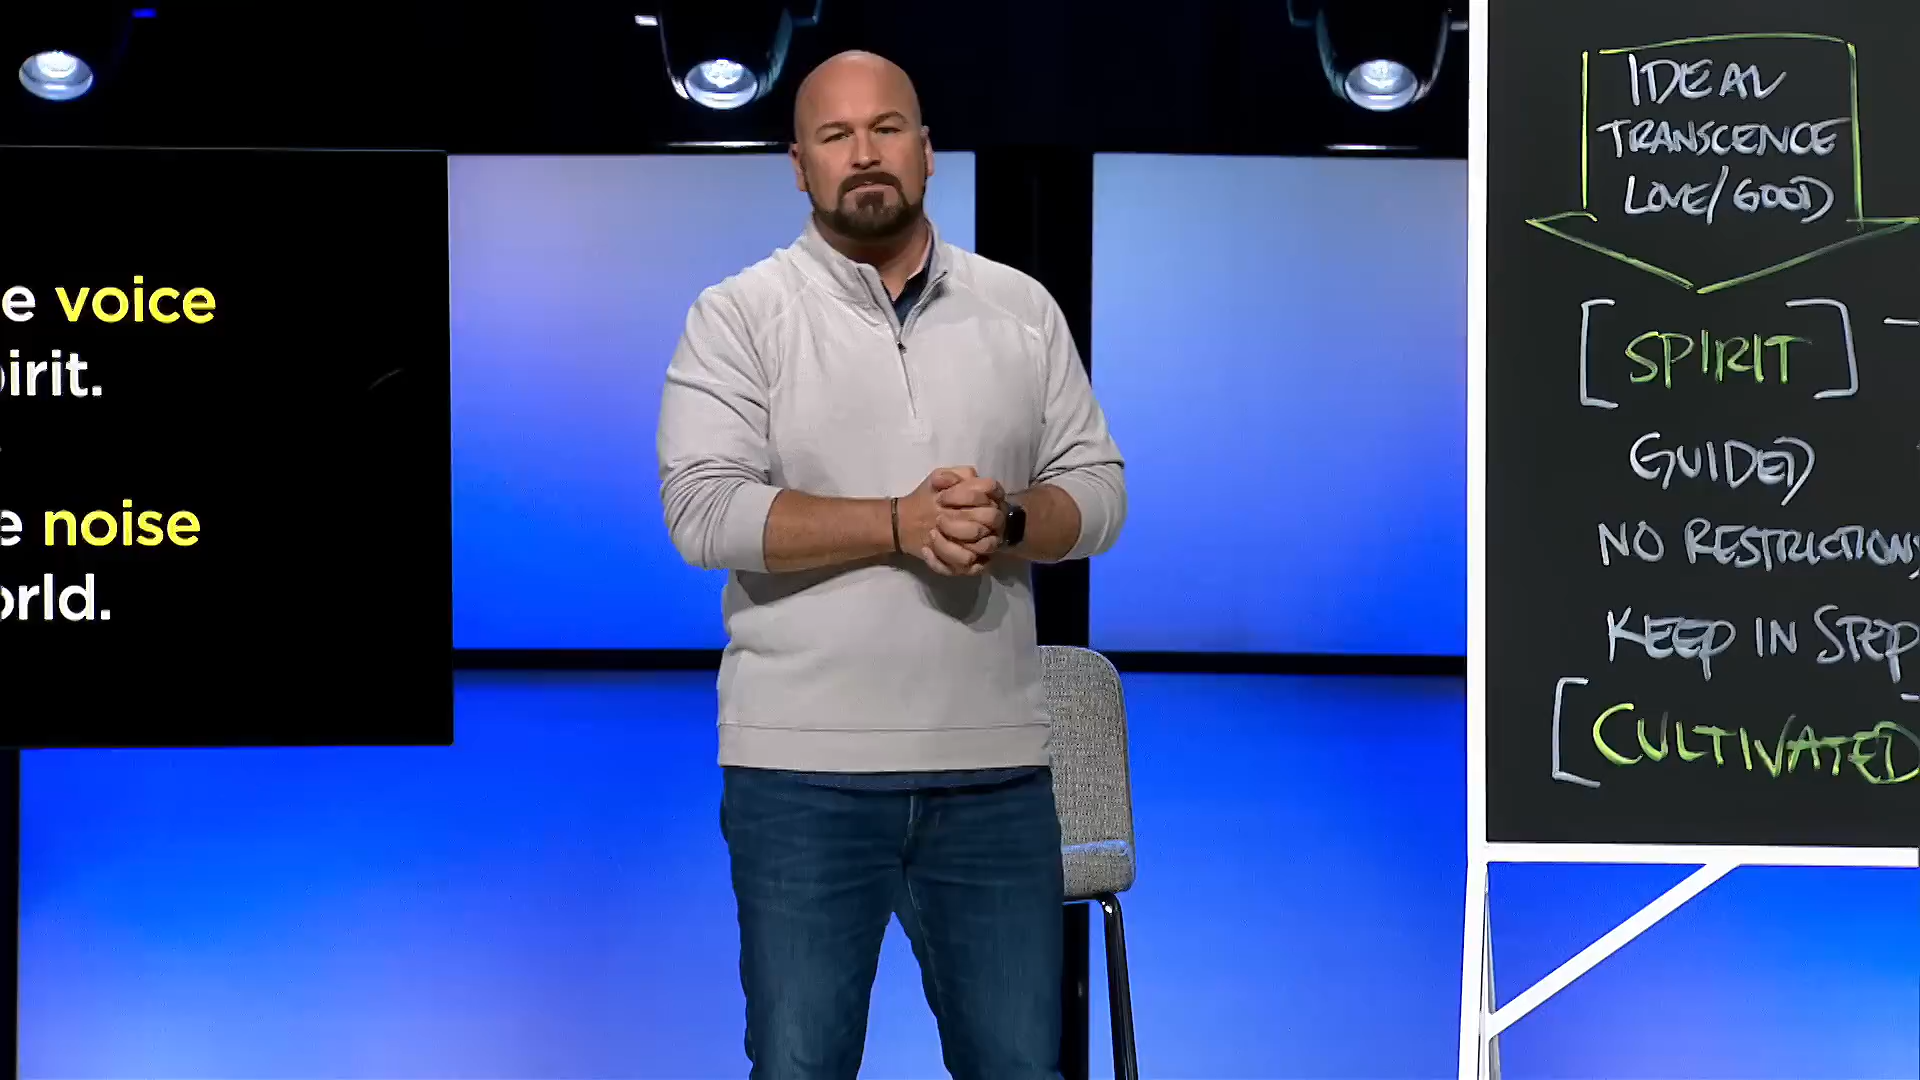 e voice
irit.
e noise
orld.
IDEAL
TRANSCENCE
LOVE/GOOD
[SPIRIT] -
GUIDED
NO RESTRICTIONS
KEEP IN STEP
[CULTIVATED